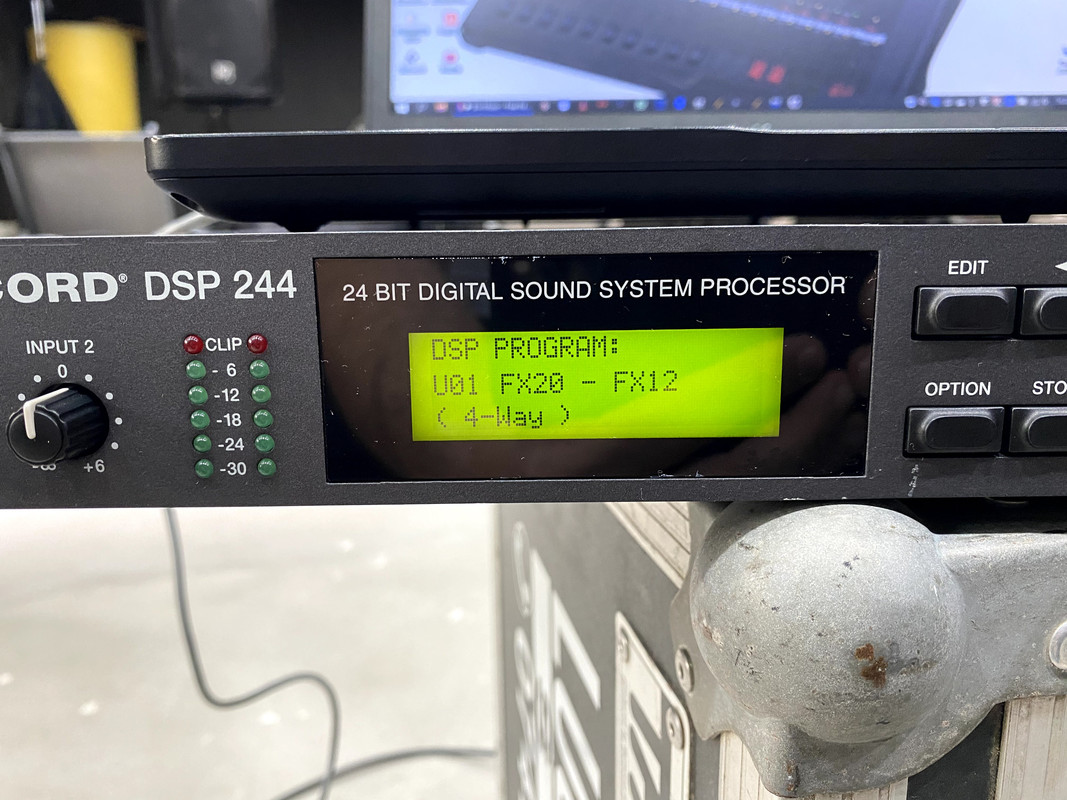 CORD® DSP 244
INPUT 2
0
-∞
+6
CLIP
- 6
-12
-18
-24
-30
24 BIT DIGITAL SOUND SYSTEM PROCESSOR
DSP PROGRAM:
U01 FX20 - FX12
( 4-Way )
EDIT
OPTION
STO